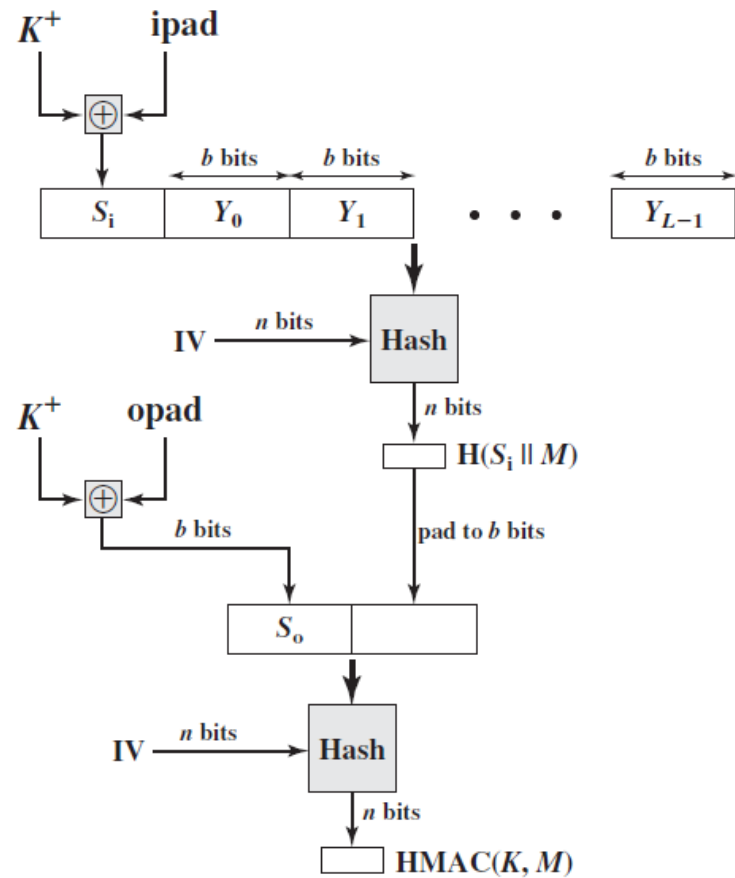 K+ ipad
⊕
b bits b bits b bits
Si Y0 Y1 • • • YL−1
n bits
IV Hash
n bits
K+ opad
H(Si || M)
⊕
b bits pad to b bits
So
n bits
IV Hash
n bits
HMAC(K, M)